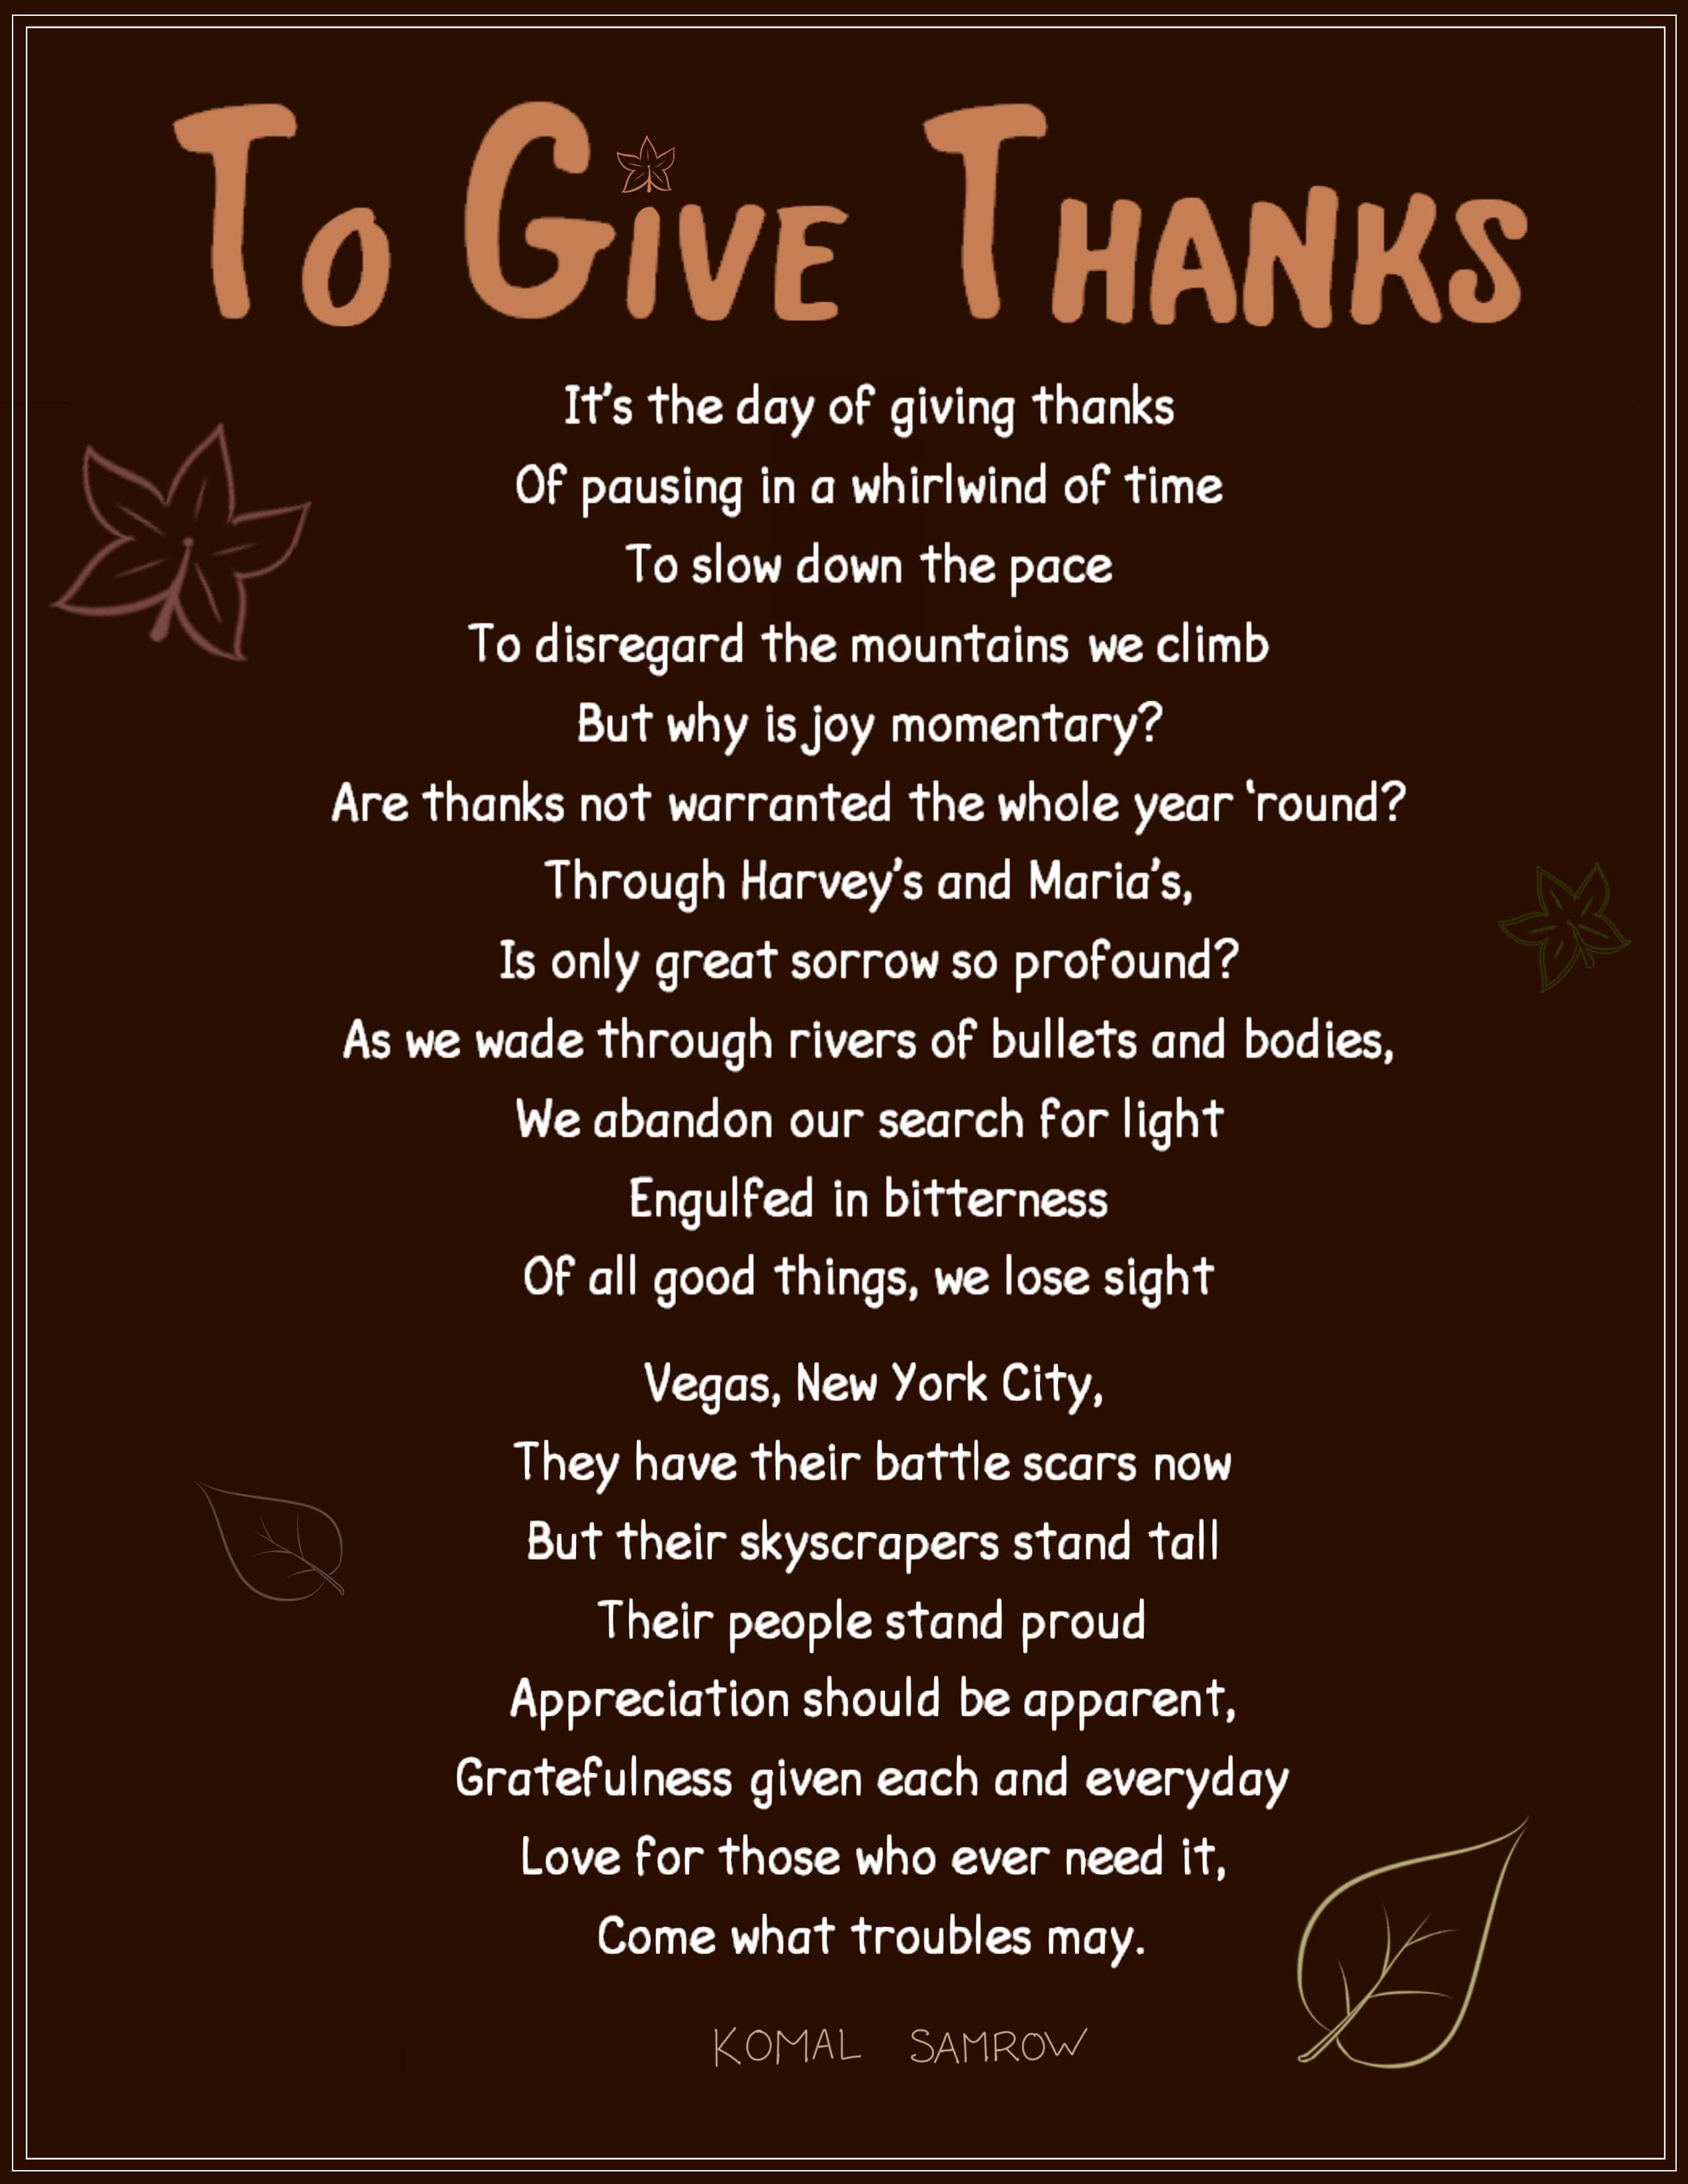 To Give Thanks
It’s the day of giving thanks
Of pausing in a whirlwind of time
To slow down the pace
To disregard the mountains we climb
But why is joy momentary?
Are thanks not warranted the whole year ‘round?
Through Harvey’s and Maria’s,
Is only great sorrow so profound?
As we wade through rivers of bullets and bodies,
We abandon our search for light
Engulfed in bitterness
Of all good things, we lose sight
Vegas, New York City,
They have their battle scars now
But their skyscrapers stand tall
Their people stand proud
Appreciation should be apparent,
Gratefulness given each and everyday
Love for those who ever need it,
Come what troubles may.
KOMAL SAMROW